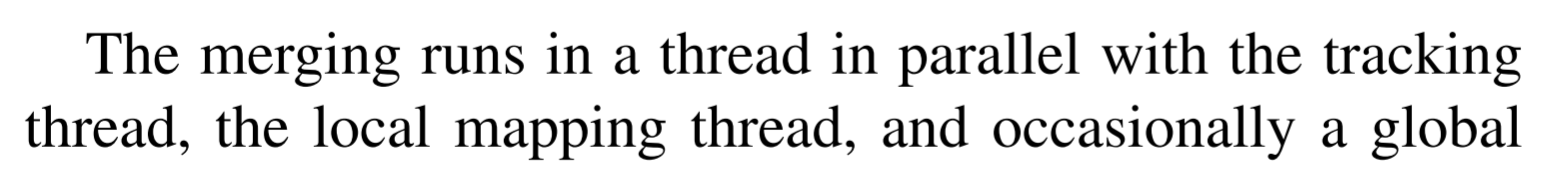 The merging runs in a thread in parallel with the tracking
thread, the local mapping thread, and occasionally a global